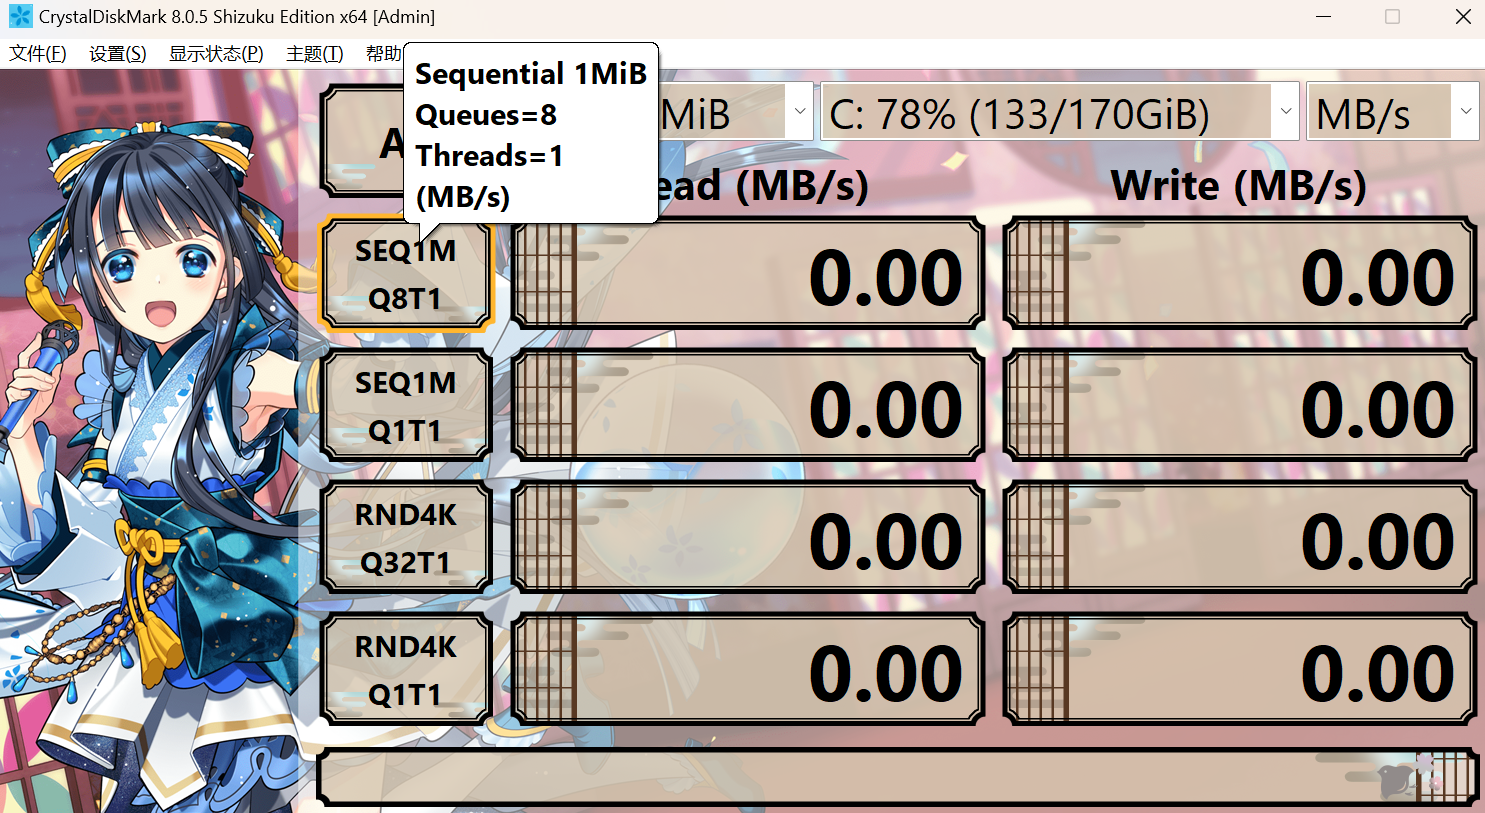 CrystalDiskMark 8.0.5 Shizuku Edition x64 [Admin]
文件(F) 设置(S) 显示状态(P) 主题(T) 帮助
Sequential 1MiB
Queues=8
Threads=1
(MB/s)
MiB
C: 78% (133/170GiB)
MB/s
Write (MB/s)
SEQ1M
Q8T1
0.00
0.00
SEQ1M
Q1T1
0.00
0.00
RND4K
Q32T1
0.00
0.00
RND4K
Q1T1
0.00
0.00